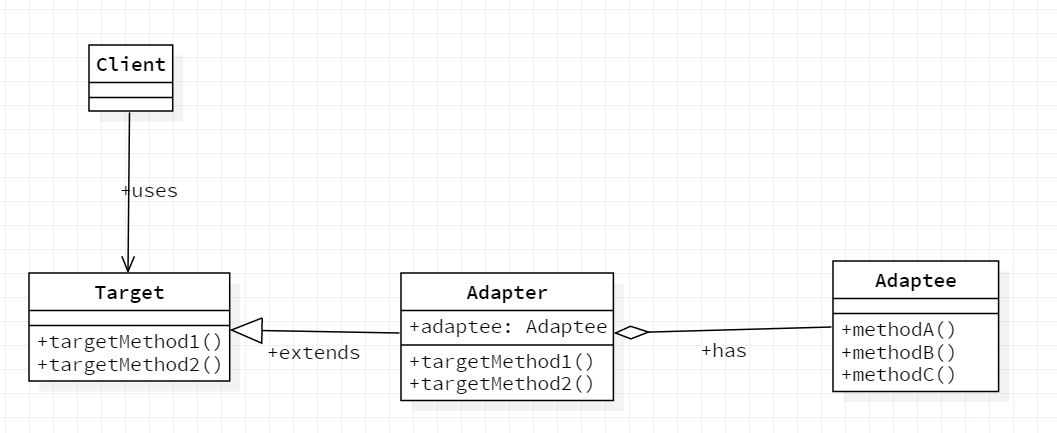 Client
+uses
Target
+targetMethod1()
+targetMethod2()
+extends
Adapter
+adaptee: Adaptee
+targetMethod1()
+targetMethod2()
+has
Adaptee
+methodA()
+methodB()
+methodC()